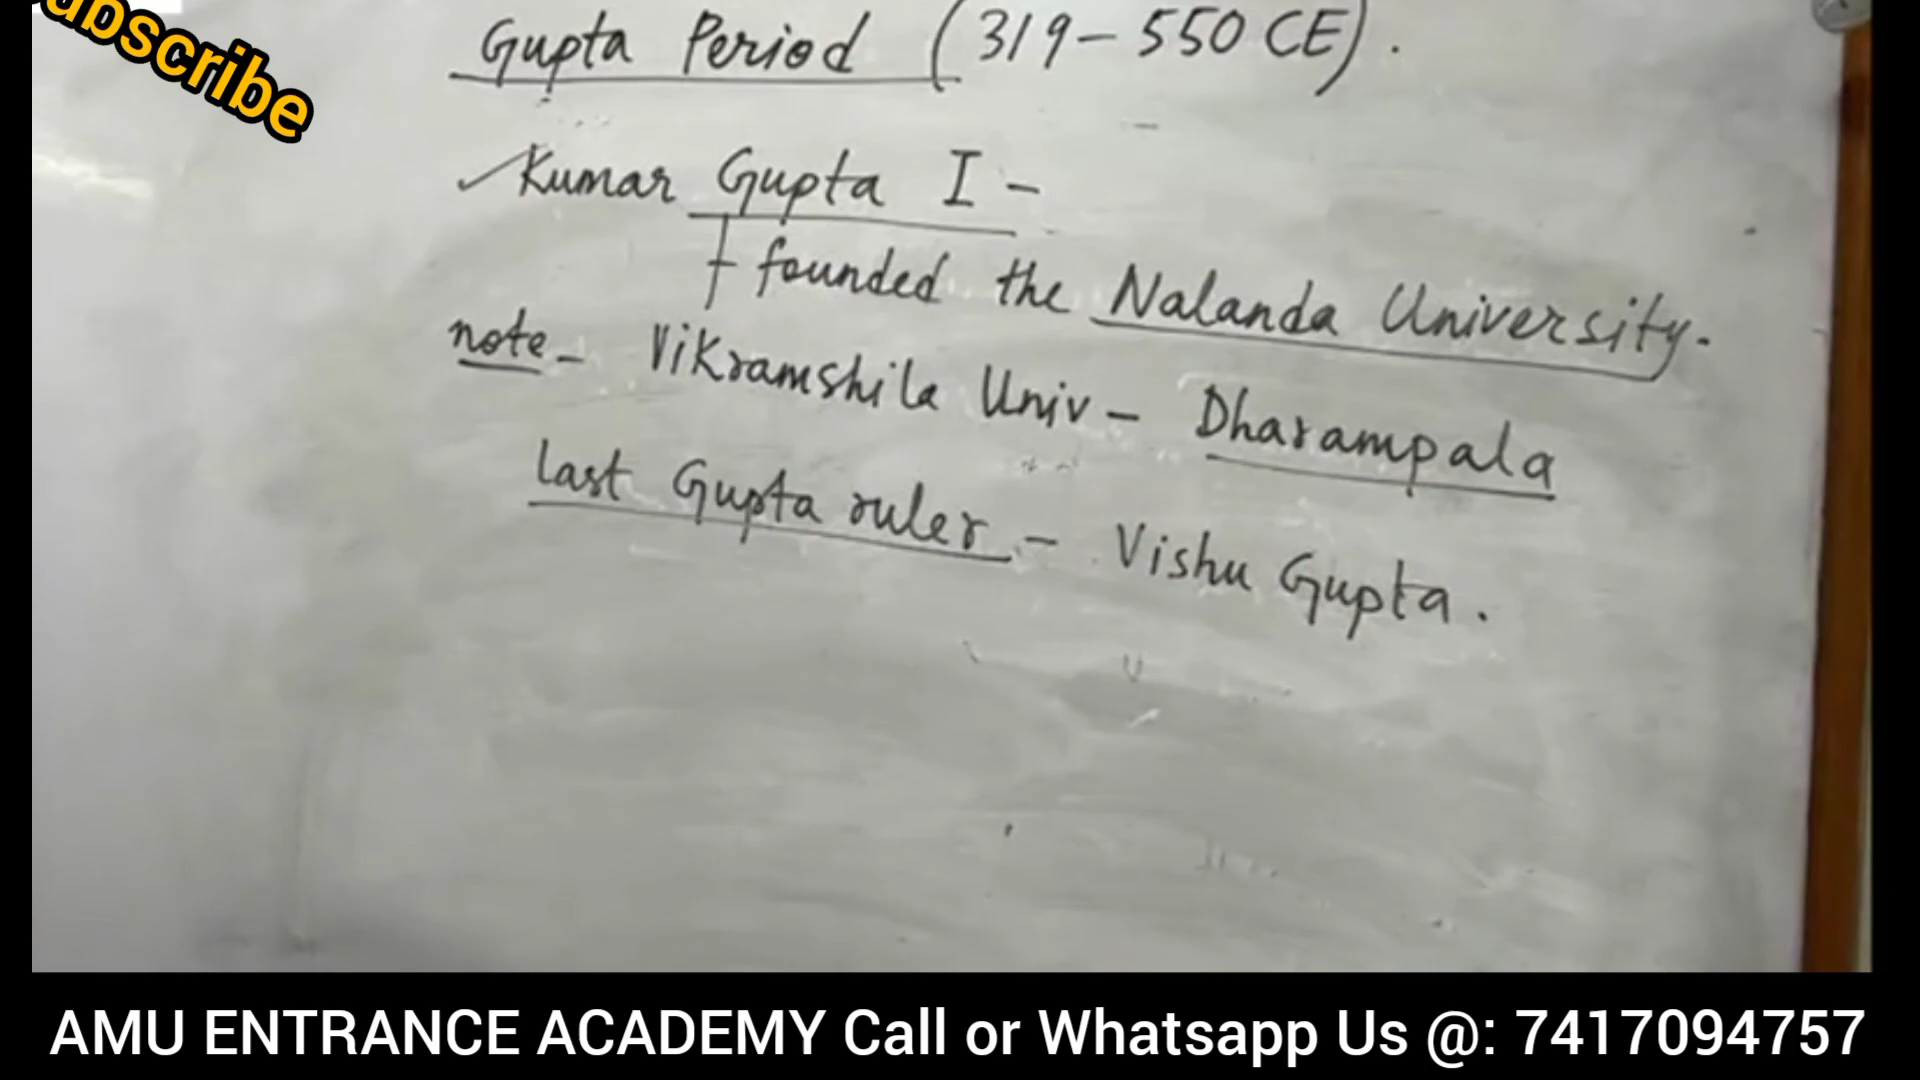 ubscribe
Gupta Period (319-550 CE).
Kumar Gupta I -
founded the Nalanda University.
note - Vikramshila Univ - Dharampala
last Gupta ruler - Vishu Gupta.
AMU ENTRANCE ACADEMY Call or Whatsapp Us @: 7417094757